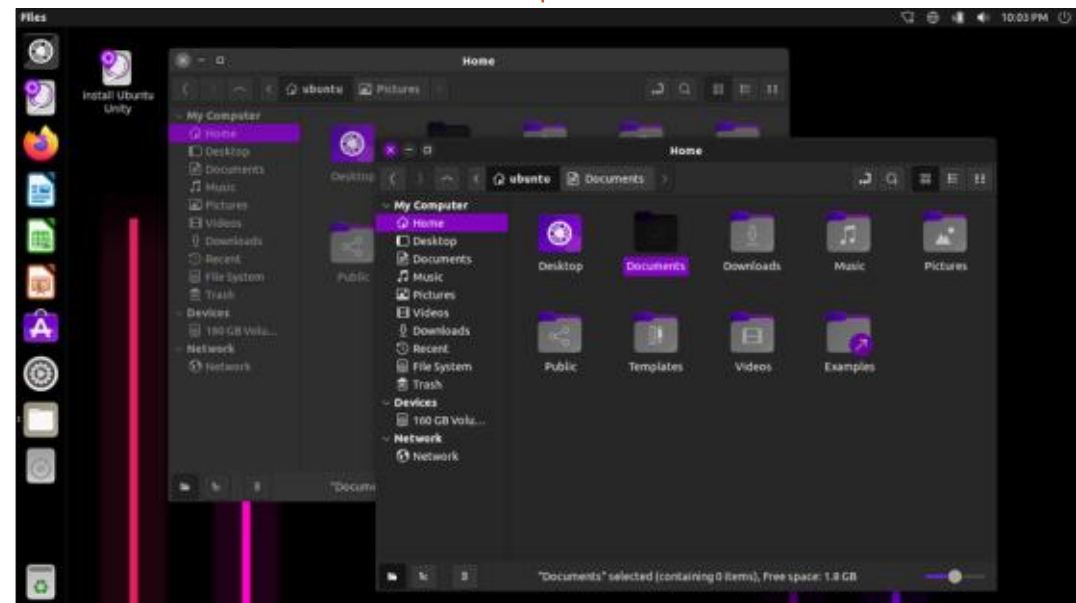 Files
10:03 PM
Install Ubuntu
Unity
Home
ubuntu
Pictures
My Computer
Home
Desktop
Documents
Music
Pictures
Videos
Downloads
Recent
File System
Trash
Devices
160 GB Volu...
Network
Network
Desktop
Public
"Docume
Home
ubuntu
Documents
My Computer
Home
Desktop
Documents
Music
Pictures
Videos
Downloads
Recent
File System
Trash
Devices
160 GB Volu...
Network
Network
Desktop
Documents
Downloads
Music
Pictures
Public
Templates
Videos
Examples
"Documents" selected (containing 0 items), Free space: 1.8 GB